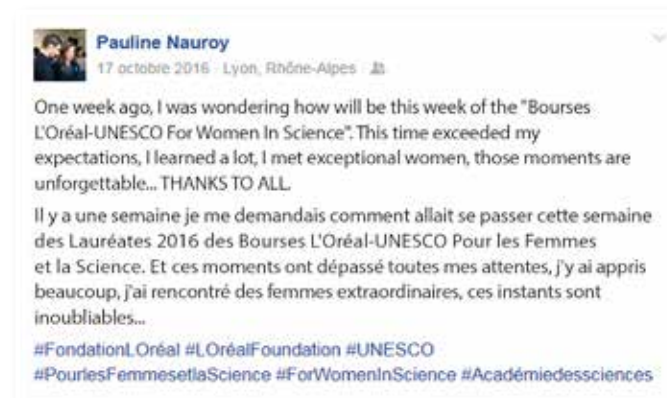 Pauline Nauroy
17 octobre 2016 · Lyon, Rhône-Alpes ·
One week ago, I was wondering how will be this week of the "Bourses
L'Oréal-UNESCO For Women In Science". This time exceeded my
expectations, I learned a lot, I met exceptional women, those moments are
unforgettable... THANKS TO ALL.
Il y a une semaine je me demandais comment allait se passer cette semaine
des Lauréates 2016 des Bourses L'Oréal-UNESCO Pour les Femmes
et la Science. Et ces moments ont dépassé toutes mes attentes, j'y ai appris
beaucoup, j'ai rencontré des femmes extraordinaires, ces instants sont
inoubliables...
#FondationLOréal #LOréalFoundation #UNESCO
#PourlesFemmesetlaScience #ForWomenInScience #Académiedessciences